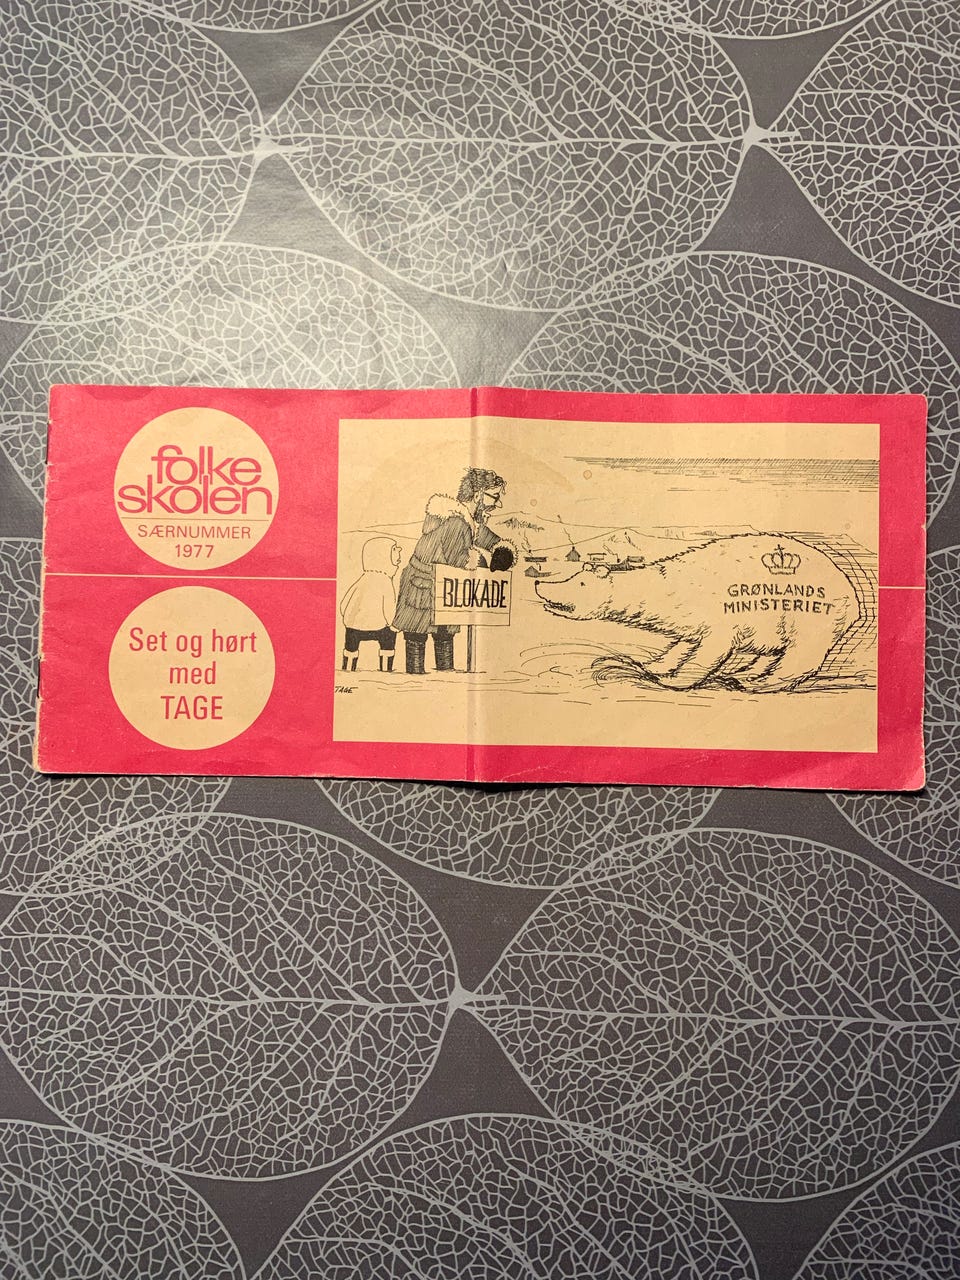 folke
skolen
SÆRNUMMER
1977
Set og hørt
med
TAGE
BLOKADE
GRØNLANDS
MINISTERIET
TAGE